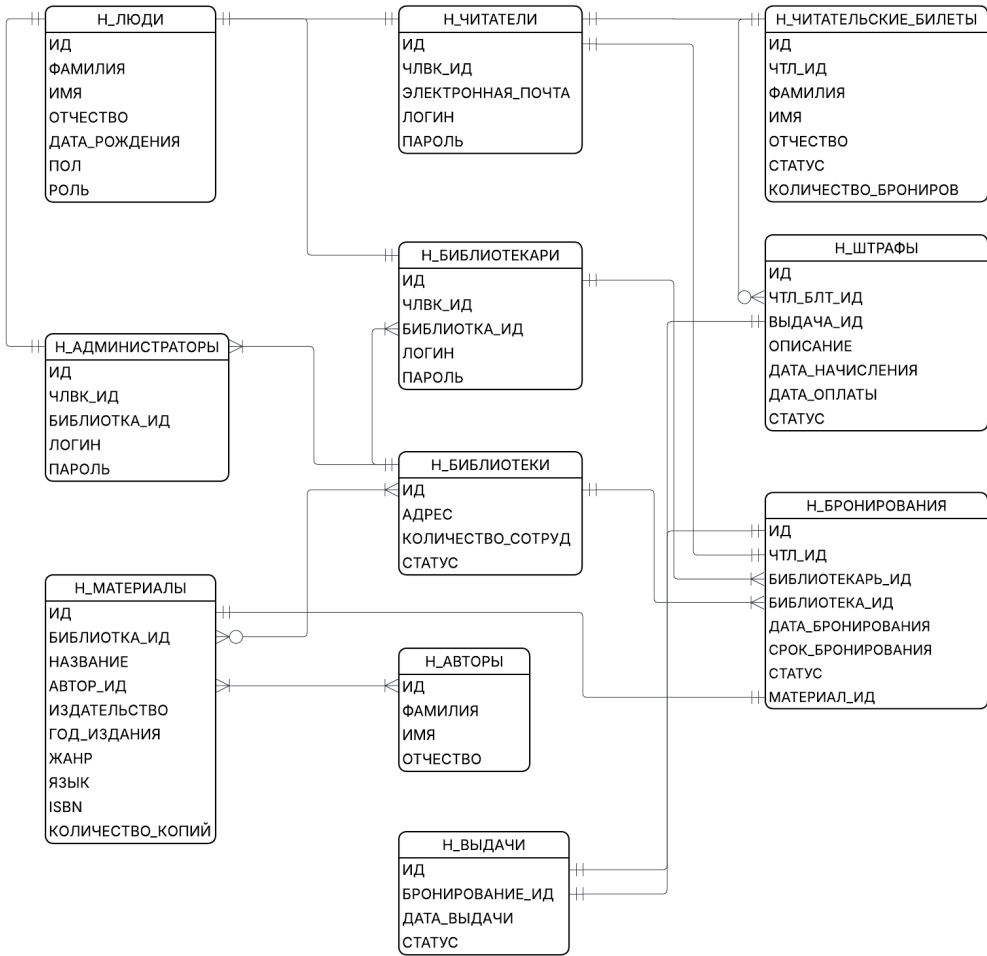 Н_ЛЮДИ
ИД
ФАМИЛИЯ
ИМЯ
ОТЧЕСТВО
ДАТА_РОЖДЕНИЯ
ПОЛ
РОЛЬ
Н_ЧИТАТЕЛИ
ИД
ЧЛВК_ИД
ЭЛЕКТРОННАЯ_ПОЧТА
ЛОГИН
ПАРОЛЬ
Н_ЧИТАТЕЛЬСКИЕ_БИЛЕТЫ
ИД
ЧТЛ_ИД
ФАМИЛИЯ
ИМЯ
ОТЧЕСТВО
СТАТУС
КОЛИЧЕСТВО_БРОНИРОВ
Н_БИБЛИОТЕКАРИ
ИД
ЧЛВК_ИД
БИБЛИОТКА_ИД
ЛОГИН
ПАРОЛЬ
Н_ШТРАФЫ
ИД
ЧТЛ_БЛТ_ИД
ВЫДАЧА_ИД
ОПИСАНИЕ
ДАТА_НАЧИСЛЕНИЯ
ДАТА_ОПЛАТЫ
СТАТУС
Н_АДМИНИСТРАТОРЫ
ИД
ЧЛВК_ИД
БИБЛИОТКА_ИД
ЛОГИН
ПАРОЛЬ
Н_БИБЛИОТЕКИ
ИД
АДРЕС
КОЛИЧЕСТВО_СОТРУД
СТАТУС
Н_БРОНИРОВАНИЯ
ИД
ЧТЛ_ИД
БИБЛИОТЕКАРЬ_ИД
БИБЛИОТЕКА_ИД
ДАТА_БРОНИРОВАНИЯ
СРОК_БРОНИРОВАНИЯ
СТАТУС
МАТЕРИАЛ_ИД
Н_МАТЕРИАЛЫ
ИД
БИБЛИОТКА_ИД
НАЗВАНИЕ
АВТОР_ИД
ИЗДАТЕЛЬСТВО
ГОД_ИЗДАНИЯ
ЖАНР
ЯЗЫК
ISBN
КОЛИЧЕСТВО_КОПИЙ
Н_АВТОРЫ
ИД
ФАМИЛИЯ
ИМЯ
ОТЧЕСТВО
Н_ВЫДАЧИ
ИД
БРОНИРОВАНИЕ_ИД
ДАТА_ВЫДАЧИ
СТАТУС